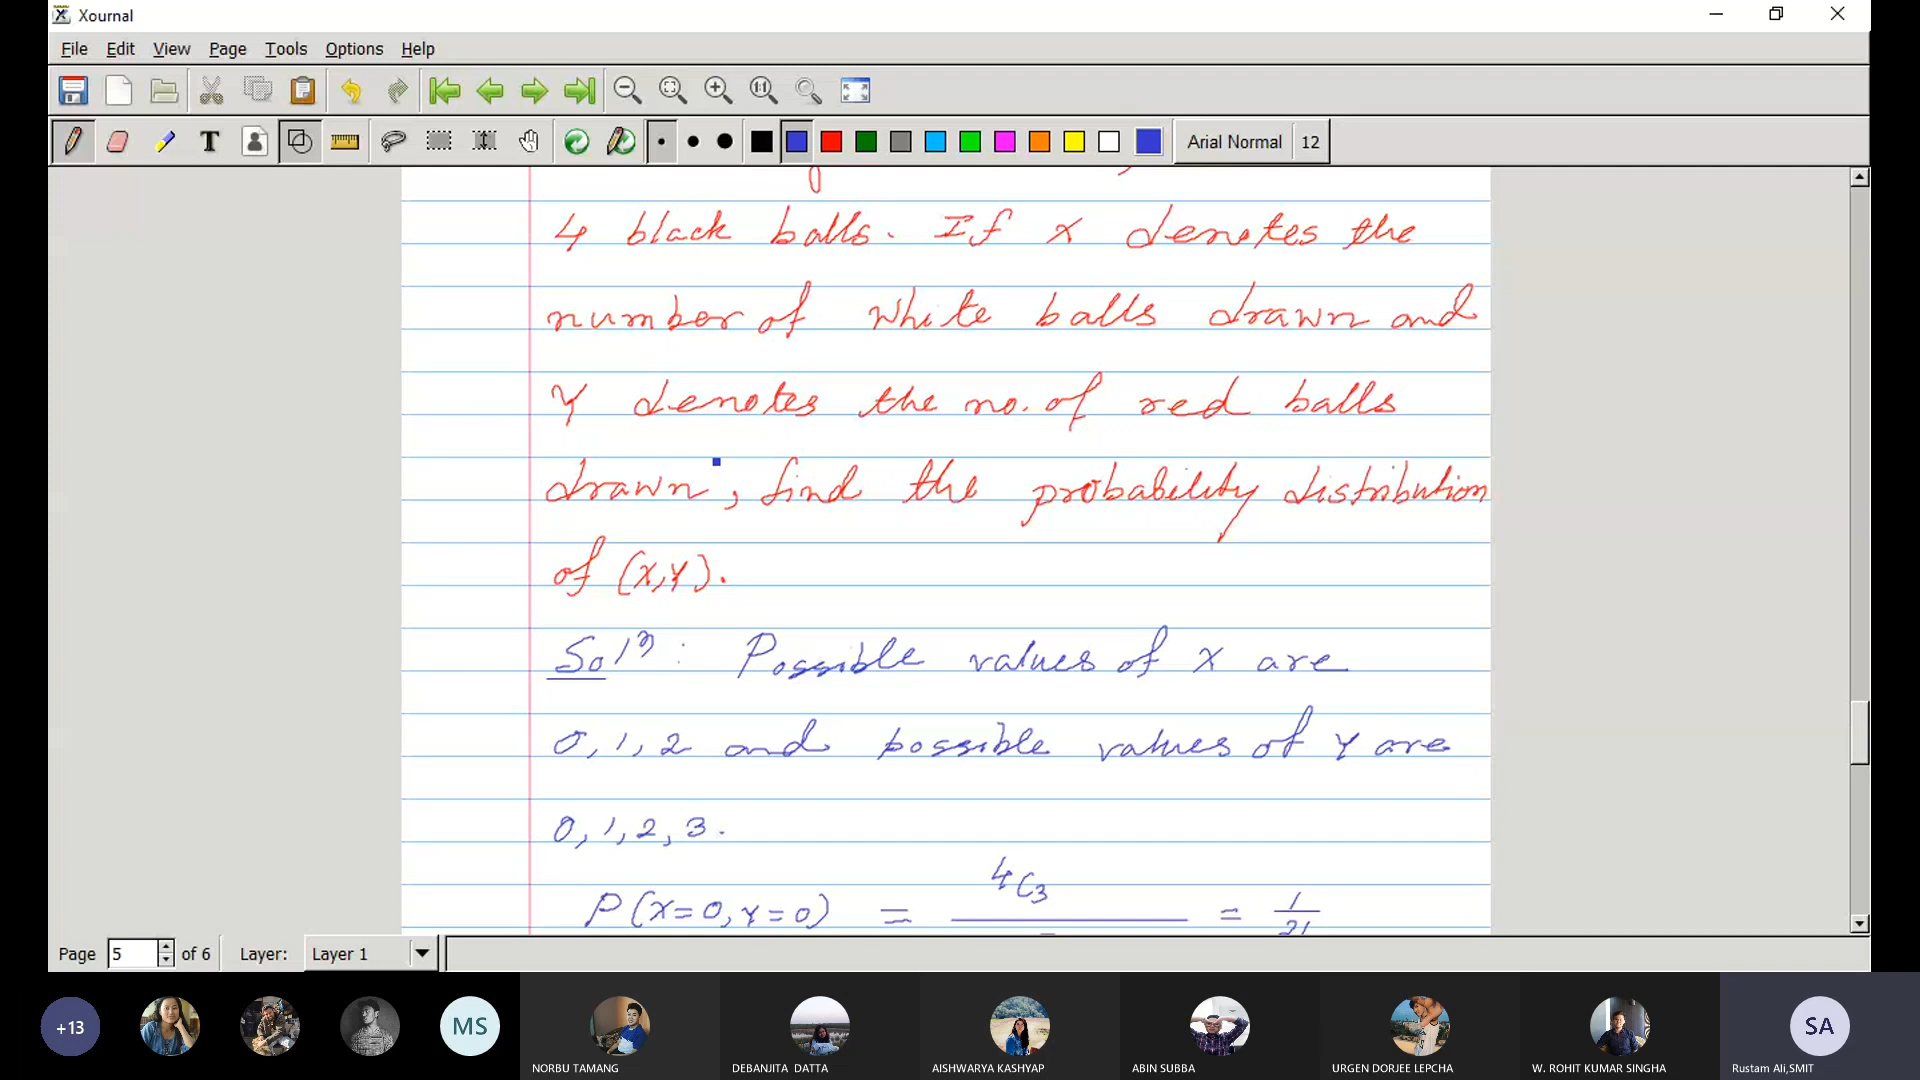 Xournal
File Edit View Page Tools Options Help
T Arial Normal 12
4 black balls. If X denotes the
number of white balls drawn and
Y denotes the no. of red balls
drawn, find the probability distribution
of (X,Y).
Solⁿ: Possible values of X are
0, 1, 2 and possible values of Y are
0, 1, 2, 3.
4C3
P(X=0, Y=0) = = 1
21
Page 5 of 6 Layer: Layer 1
+13 MS SA
NORBU TAMANG DEBANJITA DATTA AISHWARYA KASHYAP ABIN SUBBA URGEN DORJEE LEPCHA W. ROHIT KUMAR SINGHA Rustam Ali,SMIT